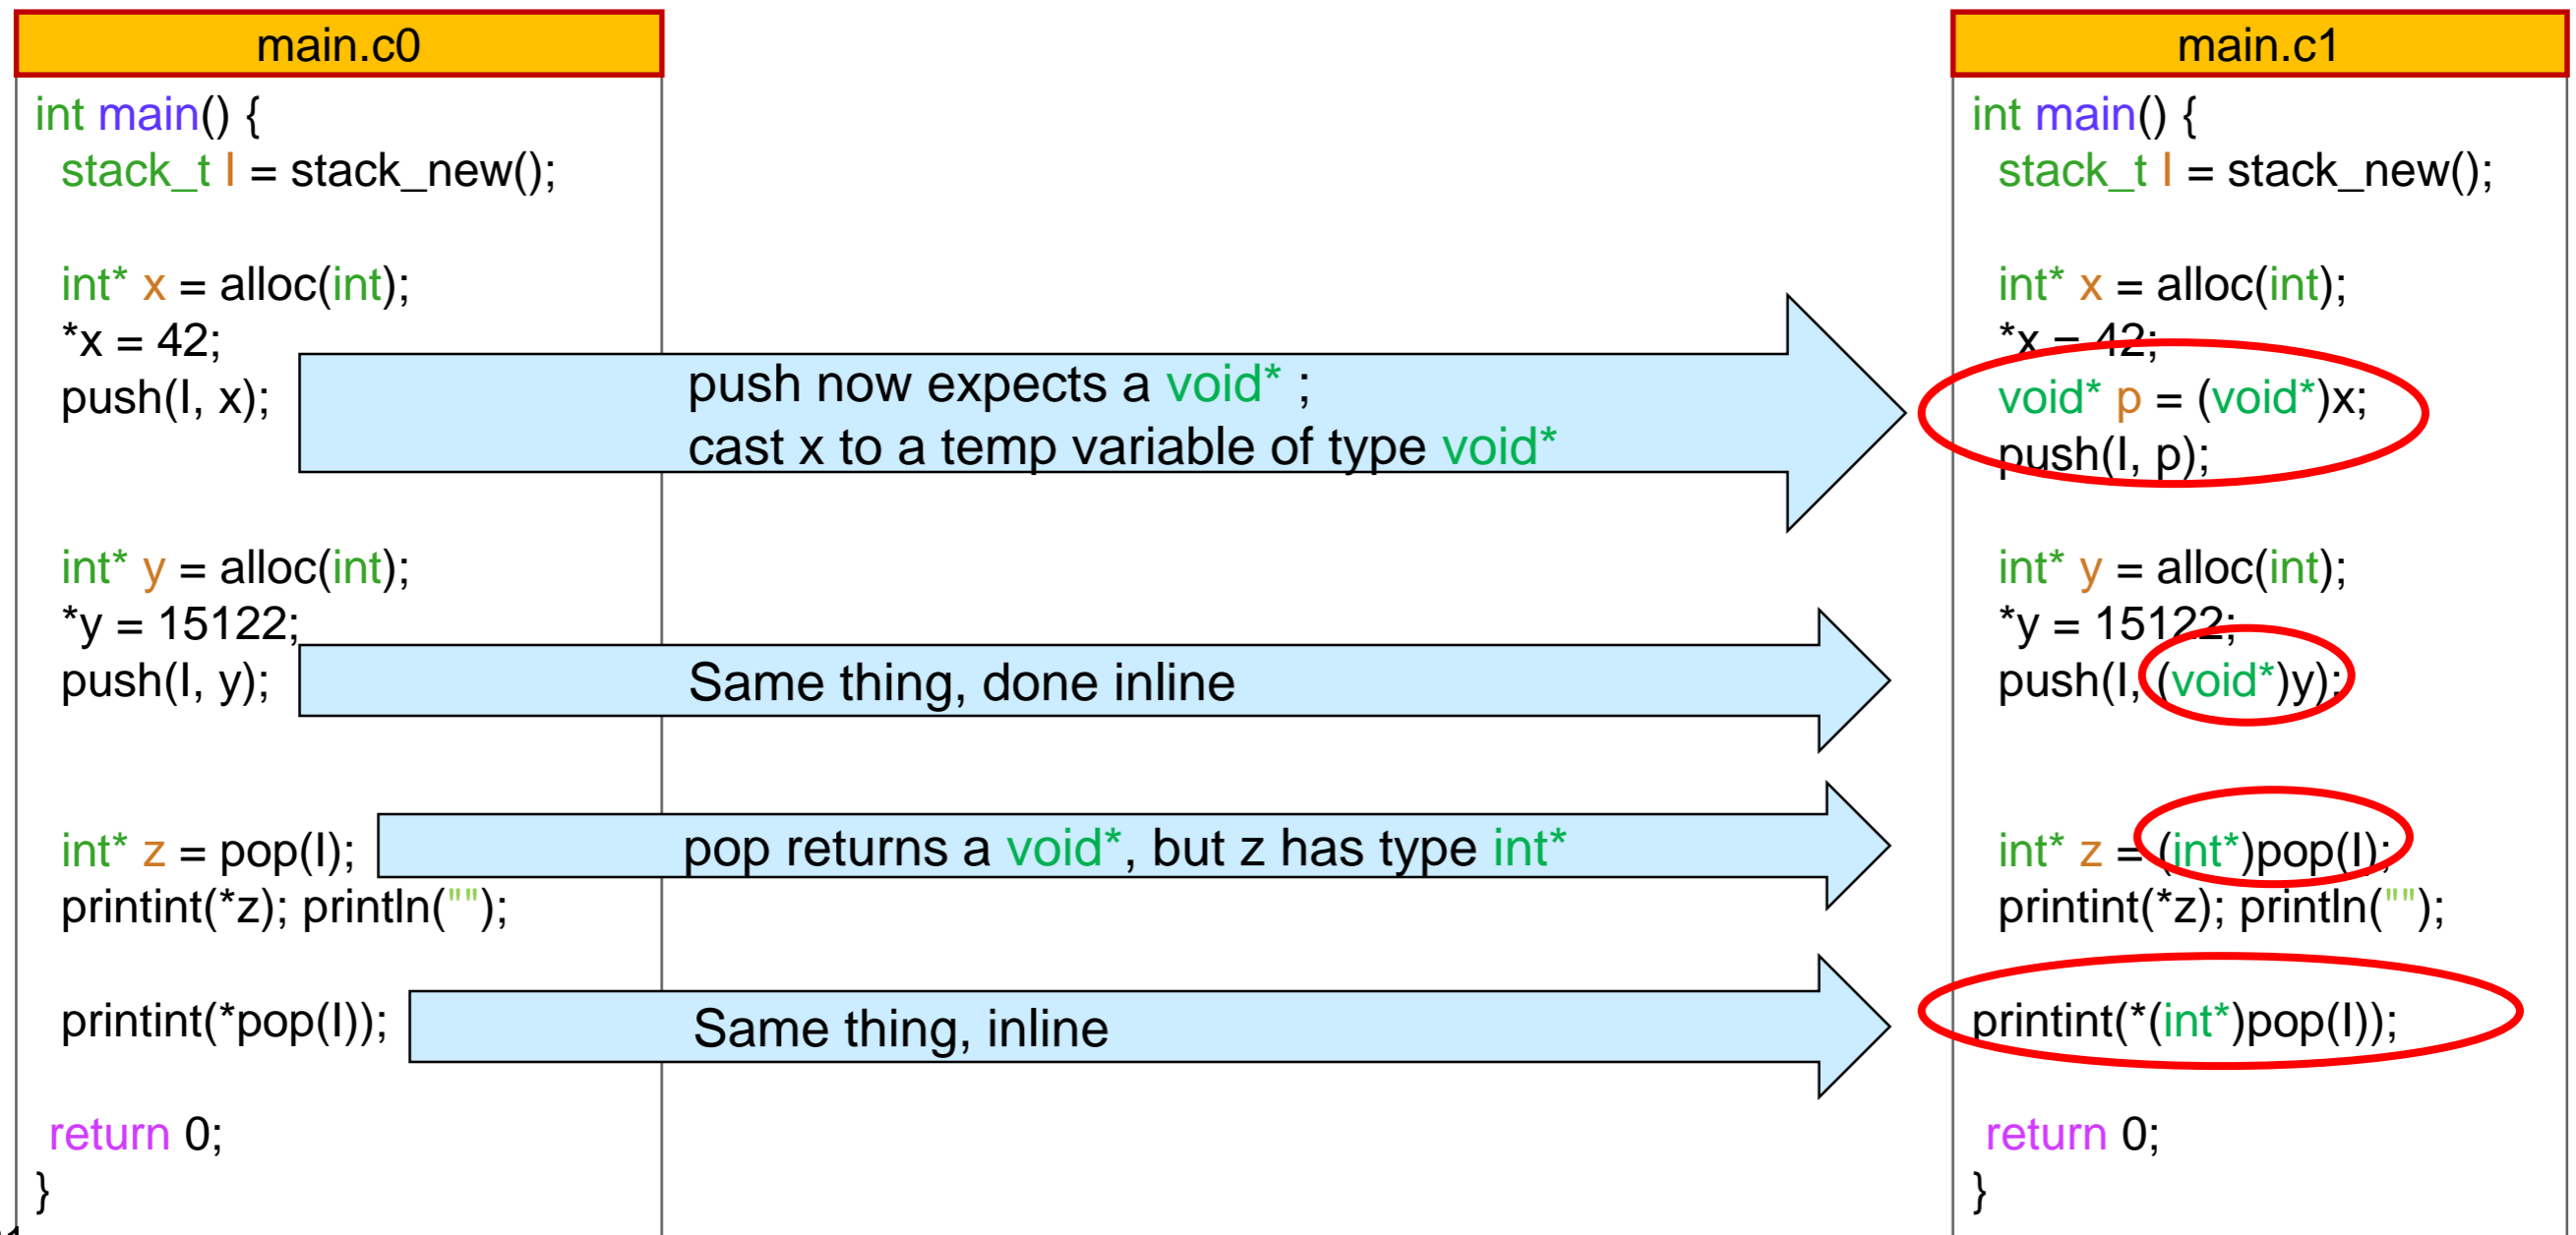 main.c0
int main() {
stack_t I = stack_new();
int* x = alloc(int);
*x = 42;
push(I, x);
int* y = alloc(int);
*y = 15122;
push(I, y);
int* z = pop(I);
printint(*z); println("");
printint(*pop(I));
return 0;
}
push now expects a void* ;
cast x to a temp variable of type void*
Same thing, done inline
pop returns a void*, but z has type int*
Same thing, inline
main.c1
int main() {
stack_t I = stack_new();
int* x = alloc(int);
*x = 42;
void* p = (void*)x;
push(I, p);
int* y = alloc(int);
*y = 15122;
push(I, (void*)y);
int* z = (int*)pop(I);
printint(*z); println("");
printint(*(int*)pop(I));
return 0;
}